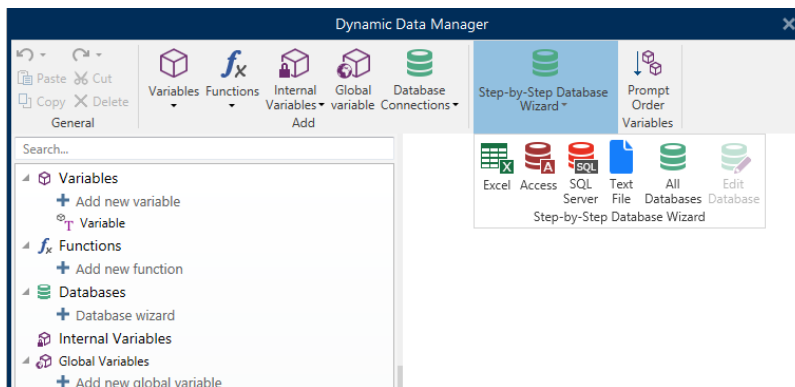 Dynamic Data Manager
Paste Cut
Copy Delete
General
Variables Functions Internal Variables Global variable Database Connections
Add
Step-by-Step Database Wizard
Prompt Order
Variables
Search...
Excel Access SQL Server Text File All Databases Edit Database
Step-by-Step Database Wizard
Variables
Add new variable
Variable
Functions
Add new function
Databases
Database wizard
Internal Variables
Global Variables
Add new global variable